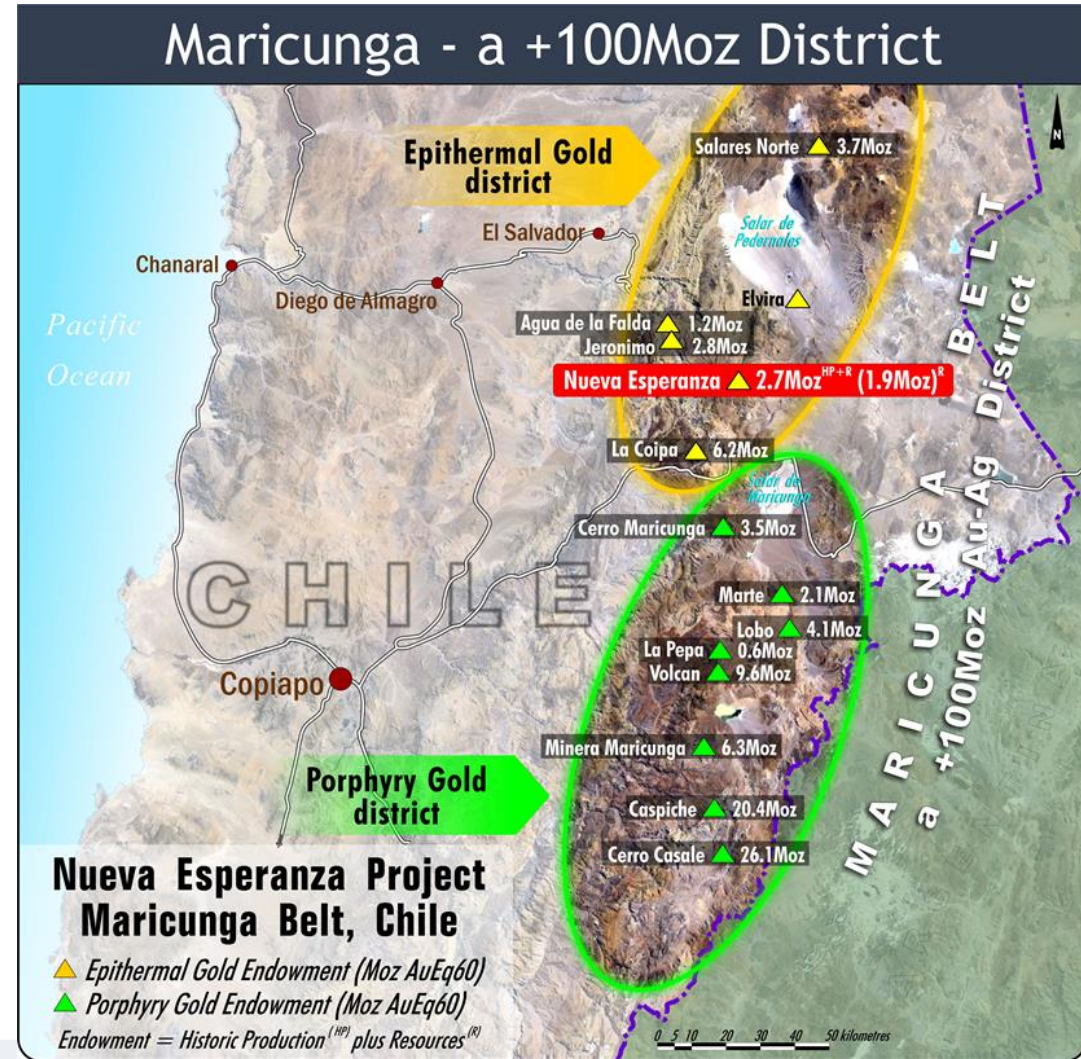 Maricunga - a +100Moz District
N
Epithermal Gold
district
Salares Norte 3.7Moz
Salar de
Pedernales
El Salvador
Chanaral
Diego de Almagro
Elvira
Pacific
Ocean
Agua de la Falda 1.2Moz
Jeronimo 2.8Moz
Nueva Esperanza 2.7Moz^HP+R (1.9Moz)^R
La Coipa 6.2Moz
Salar de
Maricunga
Cerro Maricunga 3.5Moz
CHILE
Marte 2.1Moz
Lobo 4.1Moz
La Pepa 0.6Moz
Volcan 9.6Moz
Copiapo
Minera Maricunga 6.3Moz
Porphyry Gold
district
Caspiche 20.4Moz
Cerro Casale 26.1Moz
MARICUNGA BELT
a +100Moz Au-Ag District
Nueva Esperanza Project
Maricunga Belt, Chile
Epithermal Gold Endowment (Moz AuEq60)
Porphyry Gold Endowment (Moz AuEq60)
Endowment = Historic Production (HP) plus Resources (R)
0 5 10 20 30 40 50 kilometres